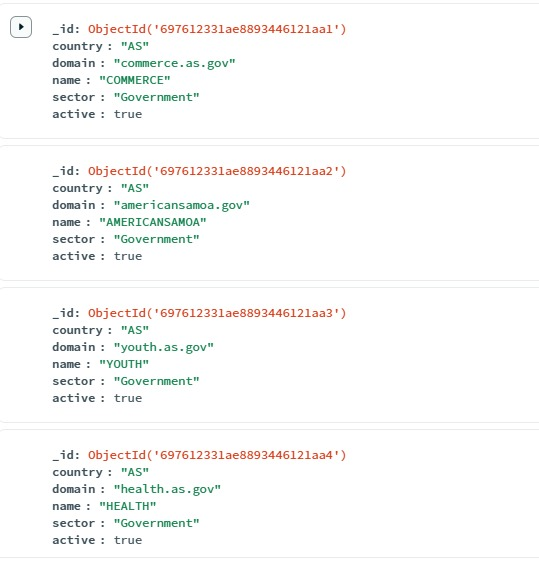 _id: ObjectId('697612331ae8893446121aa1')
country : "AS"
domain : "commerce.as.gov"
name : "COMMERCE"
sector : "Government"
active : true
_id: ObjectId('697612331ae8893446121aa2')
country : "AS"
domain : "americansamoa.gov"
name : "AMERICANSAMOA"
sector : "Government"
active : true
_id: ObjectId('697612331ae8893446121aa3')
country : "AS"
domain : "youth.as.gov"
name : "YOUTH"
sector : "Government"
active : true
_id: ObjectId('697612331ae8893446121aa4')
country : "AS"
domain : "health.as.gov"
name : "HEALTH"
sector : "Government"
active : true